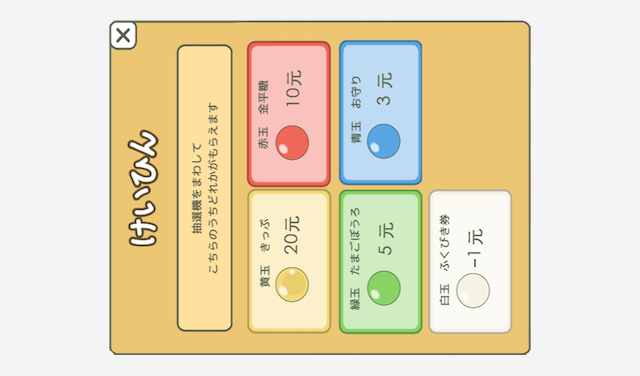 けいひん
抽選機をまわして
こちらのうちどれかがもらえます
黄玉 きっぷ
20元
赤玉 金平糖
10元
緑玉 たまごぼうろ
5元
青玉 お守り
3元
白玉 ふくびき券
-1元